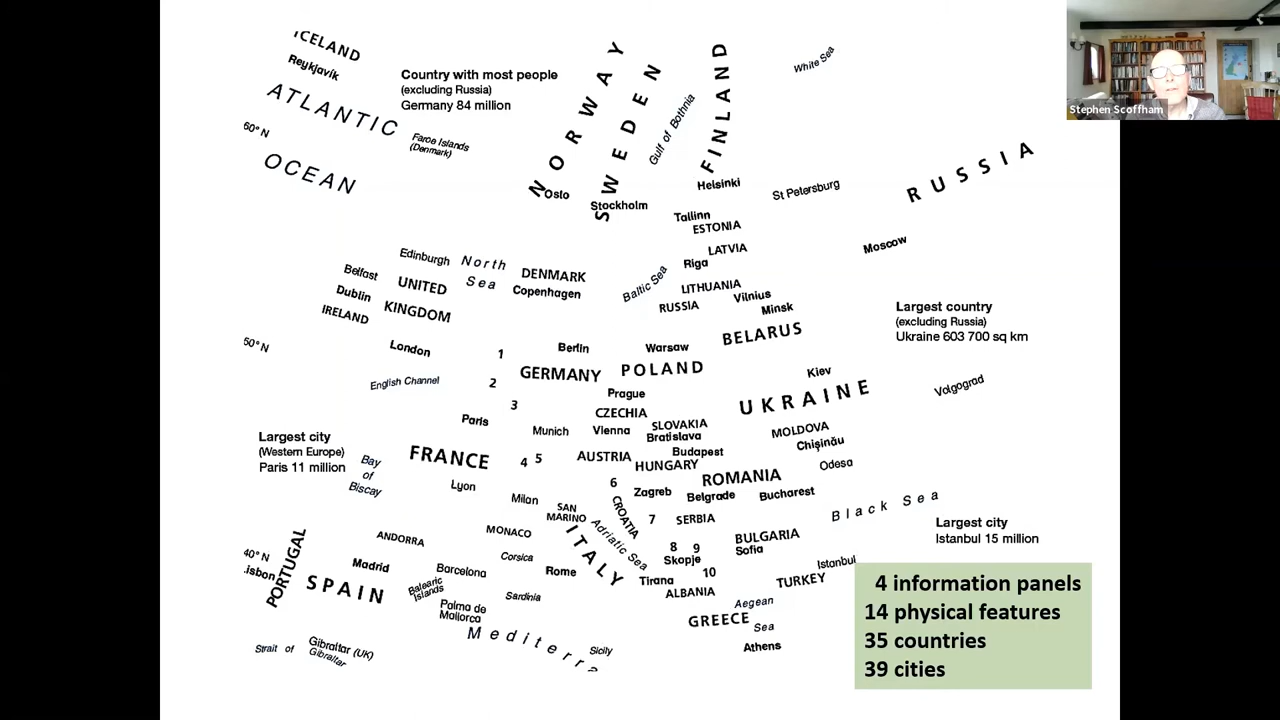 ICELAND
Reykjavík
ATLANTIC
OCEAN
60° N
Country with most people
(excluding Russia)
Germany 84 million
Faroe Islands
(Denmark)
NORWAY
SWEDEN
FINLAND
Gulf of Bothnia
White Sea
Stephen Scoffham
Oslo
Stockholm
Helsinki
St Petersburg
RUSSIA
Tallinn
ESTONIA
Moscow
LATVIA
Riga
Edinburgh
North
Sea
DENMARK
Copenhagen
Baltic Sea
LITHUANIA
Vilnius
RUSSIA
Minsk
Belfast
UNITED
KINGDOM
Dublin
IRELAND
BELARUS
Largest country
(excluding Russia)
Ukraine 603 700 sq km
50° N
London
1
Berlin
Warsaw
GERMANY
POLAND
English Channel
2
Prague
Kiev
UKRAINE
Volgograd
3
CZECHIA
Paris
Munich
Vienna
SLOVAKIA
Bratislava
MOLDOVA
Chişinău
Largest city
(Western Europe)
Paris 11 million
Bay
of
Biscay
FRANCE
4
5
AUSTRIA
Budapest
HUNGARY
Odesa
ROMANIA
Lyon
Milan
6
Zagreb
Belgrade
Bucharest
SAN
MARINO
CROATIA
7
SERBIA
Black Sea
Largest city
Istanbul 15 million
MONACO
ITALY
Adriatic Sea
ANDORRA
BULGARIA
Sofia
8
9
Skopje
PORTUGAL
40° N
Lisbon
SPAIN
Madrid
Barcelona
Corsica
Rome
Tirana
10
ALBANIA
Istanbul
TURKEY
Balearic
Islands
Palma de
Mallorca
Sardinia
Aegean
Sea
GREECE
Athens
Mediterra
Sicily
Strait of
Gibraltar (UK)
Gibraltar
4 information panels
14 physical features
35 countries
39 cities